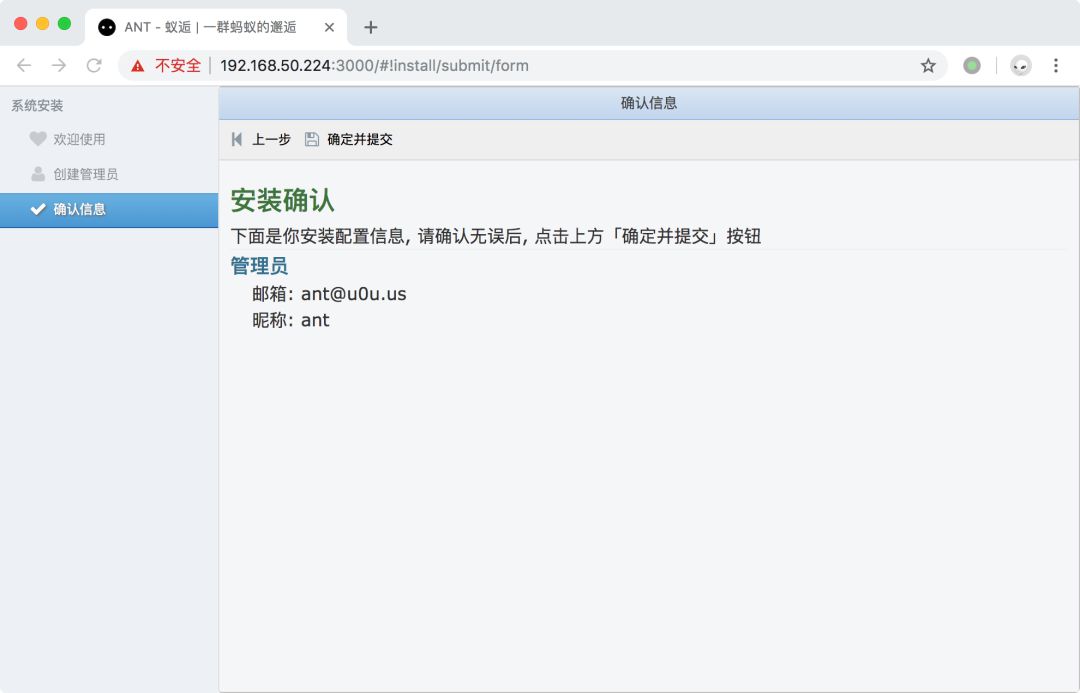 ANT - 蚁逅 | 一群蚂蚁的邂逅
不安全 | 192.168.50.224:3000/#!install/submit/form
系统安装
欢迎使用
创建管理员
确认信息
确认信息
上一步 确定并提交
安装确认
下面是你安装配置信息, 请确认无误后, 点击上方「确定并提交」按钮
管理员
邮箱: ant@u0u.us
昵称: ant